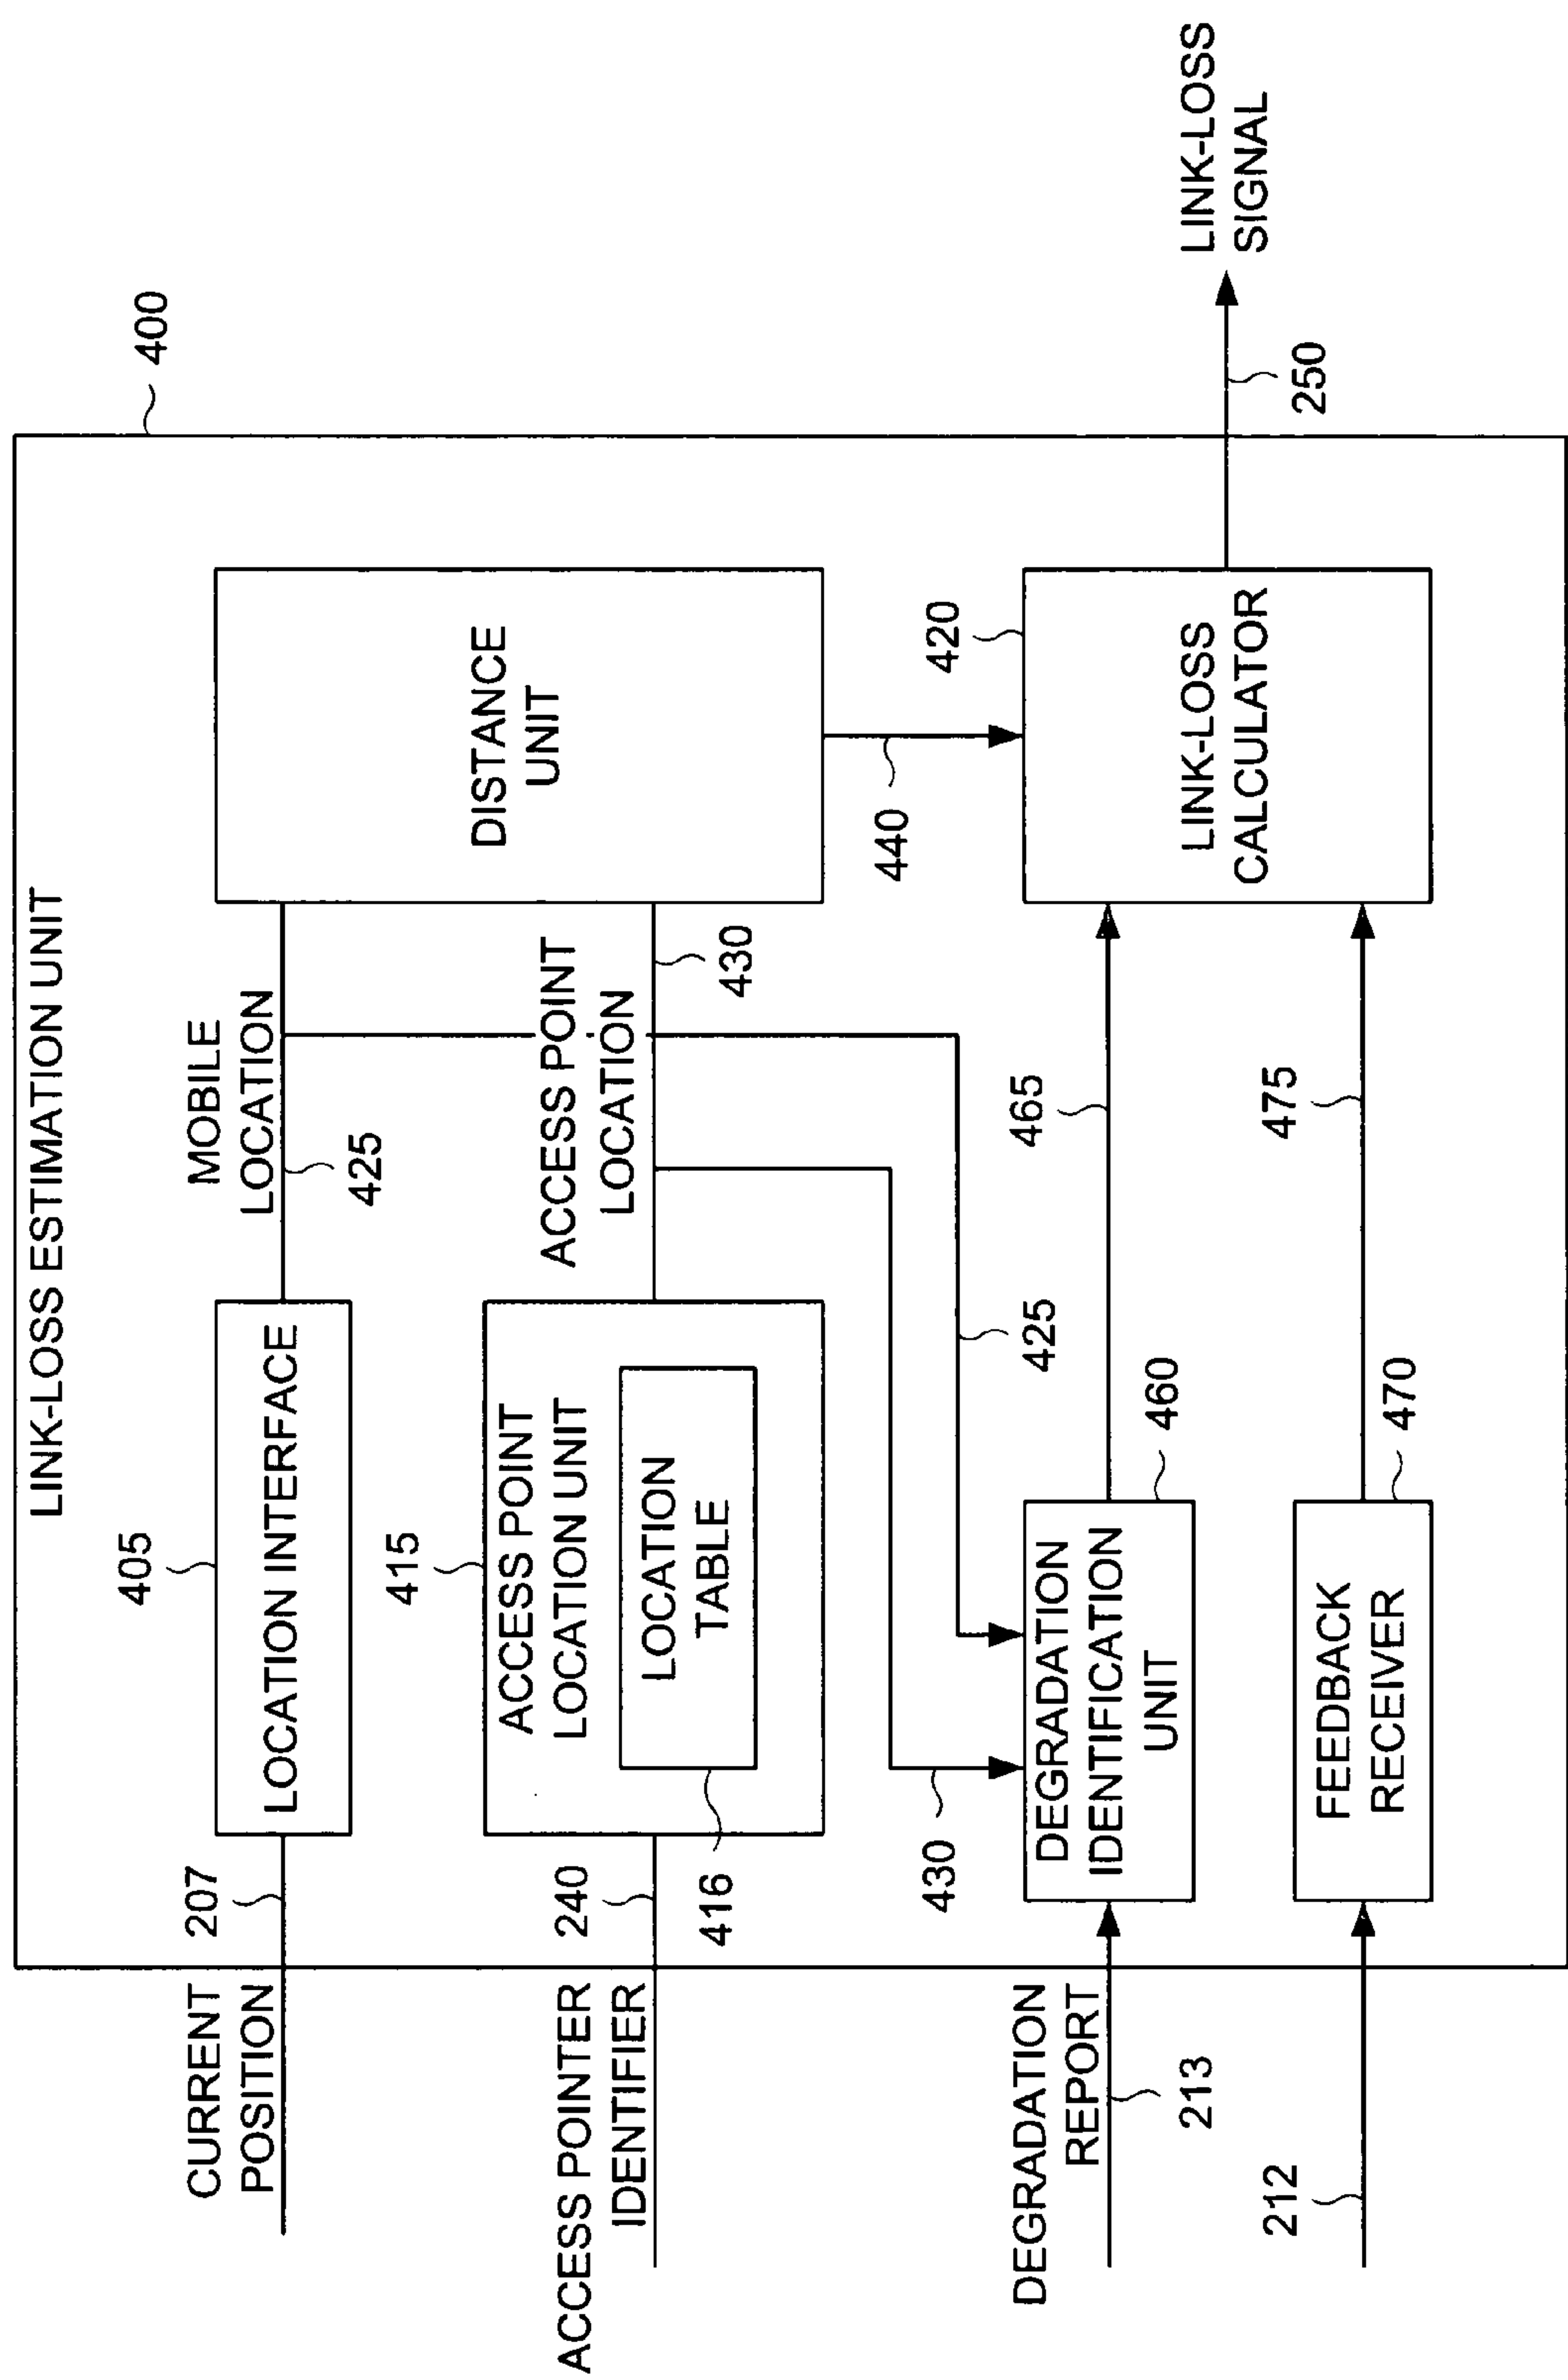 LINK-LOSS ESTIMATION UNIT
400
CURRENT
POSITION
207
405
LOCATION INTERFACE
MOBILE
LOCATION
425
DISTANCE
UNIT
ACCESS POINTER
IDENTIFIER
240
415
ACCESS POINT
LOCATION UNIT
LOCATION
TABLE
416
ACCESS POINT
LOCATION
430
440
420
430
425
DEGRADATION
REPORT
213
DEGRADATION
IDENTIFICATION
UNIT
460
465
LINK-LOSS
CALCULATOR
250
LINK-LOSS
SIGNAL
212
FEEDBACK
RECEIVER
470
475